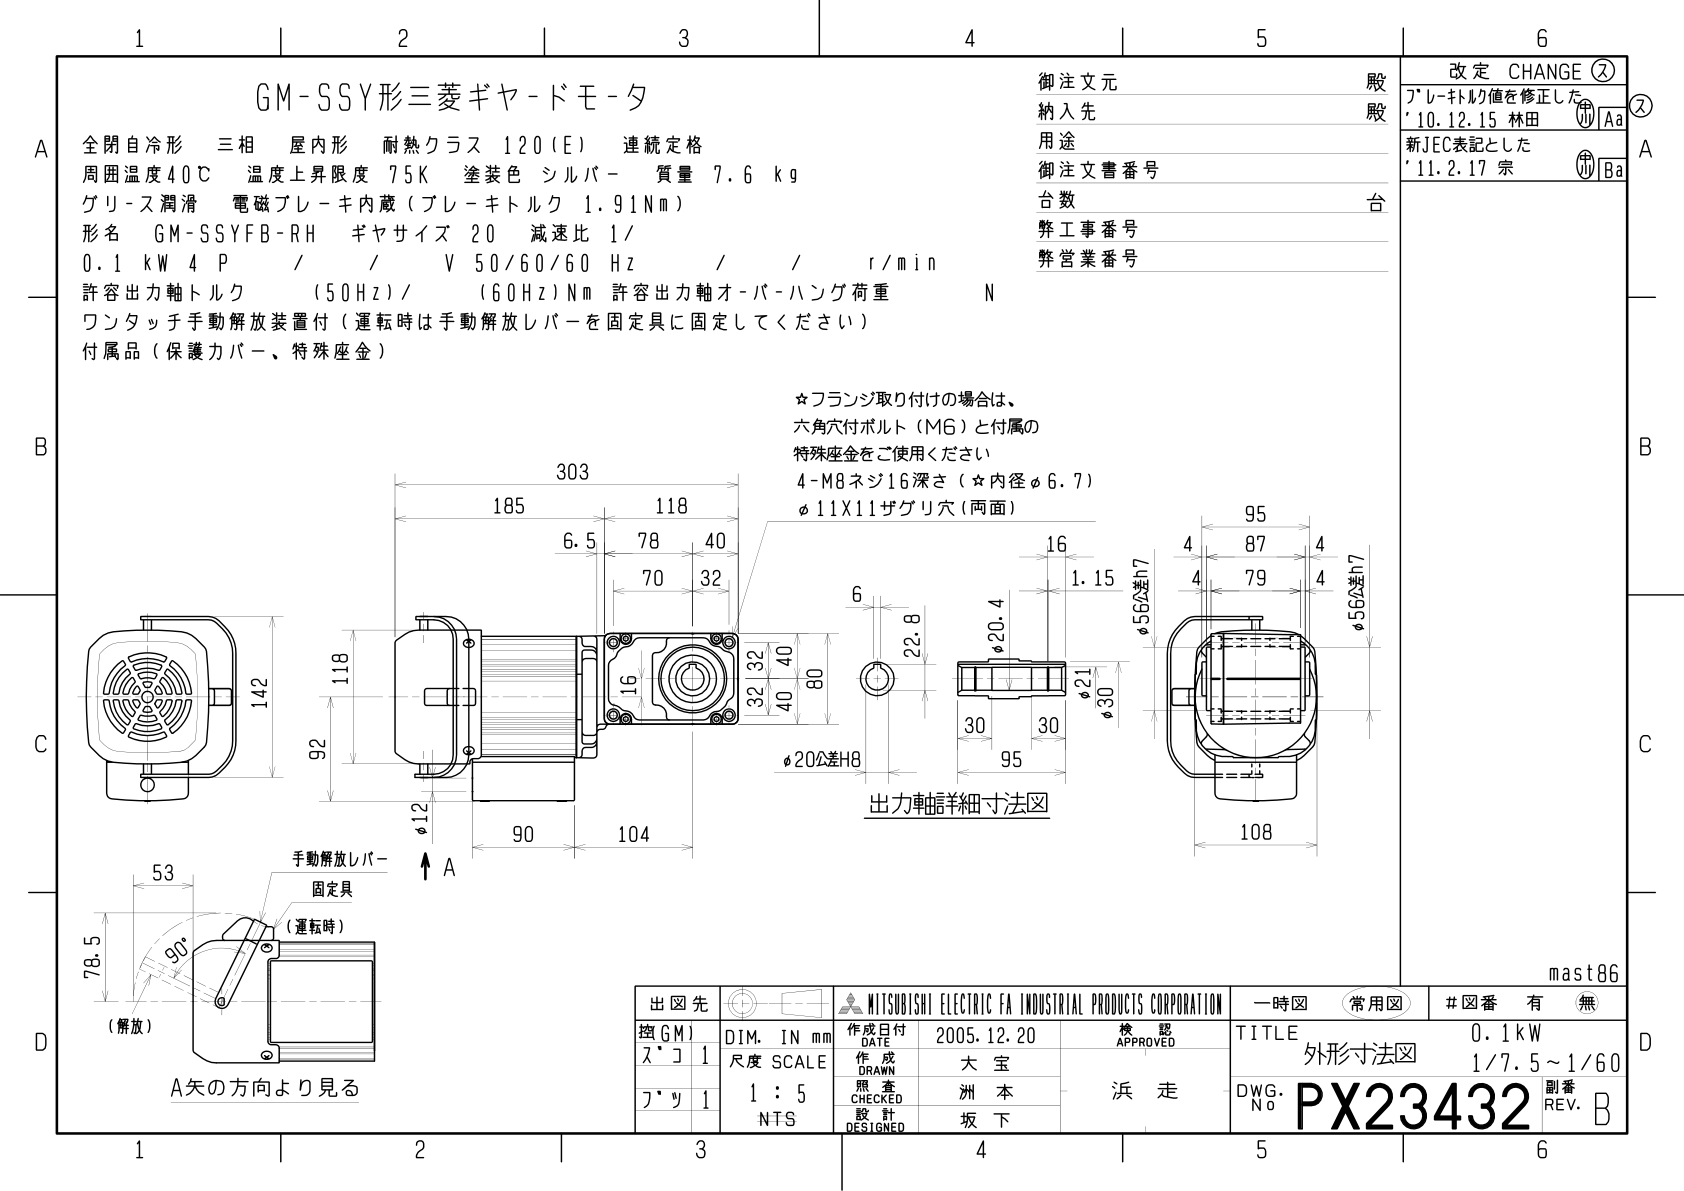 1 2 3 4 5 6
A
B
C
D
GM-SSY形三菱ギヤ-ドモ-タ
全閉自冷形 三相 屋内形 耐熱クラス 120(E) 連続定格
周囲温度40℃ 温度上昇限度 75K 塗装色 シルバー 質量 7.6 kg
グリ-ス潤滑 電磁ブレ-キ内蔵(ブレ-キトルク 1.91Nm)
形名 GM-SSYFB-RH ギヤサイズ 20 減速比 1/
0.1 kW 4 P / / V 50/60/60 Hz / / r/min
許容出力軸トルク (50Hz)/ (60Hz)Nm 許容出力軸オ-バ-ハング荷重 N
ワンタッチ手動解放装置付(運転時は手動解放レバーを固定具に固定してください)
付属品(保護カバー、特殊座金)
御注文元 殿
納入先 殿
用途
御注文書番号
台数 台
弊工事番号
弊営業番号
改定 CHANGE ス
ブレーキトルク値を修正した
'10.12.15 林田 Aa
ス
新JEC表記とした
'11.2.17 宗 Ba
A
B
C
D
☆フランジ取り付けの場合は、
六角穴付ボルト(M6)と付属の
特殊座金をご使用ください
4-M8ネジ16深さ(☆内径φ6.7)
φ11X11ザグリ穴(両面)
303
185 118
6.5 78 40
70 32
142
118
92
16
32 40
32 40
80
φ12
A
90 104
6
22.8
φ20公差H8
16
1.15
φ20.4
φ21
φ30
30 30
95
出力軸詳細寸法図
95
4 87 4
4 79 4
φ56公差h7
φ56公差h7
108
53
78.5
90°
手動解放レバー
固定具
(運転時)
(解放)
A矢の方向より見る
mast86
出図先
控(GM)
ズコ 1
ブツ 1
DIM. IN mm
尺度 SCALE
1 : 5
NTS
MITSUBISHI ELECTRIC FA INDUSTRIAL PRODUCTS CORPORATION
作成日付 DATE 2005.12.20
作成 DRAWN 大宝
照査 CHECKED 洲本
設計 DESIGNED 坂下
検認 APPROVED
浜走
一時図 常用図 #図番 有 無
TITLE
外形寸法図
0.1kW
1/7.5~1/60
DWG. No PX23432
副番 REV. B
1 2 3 4 5 6